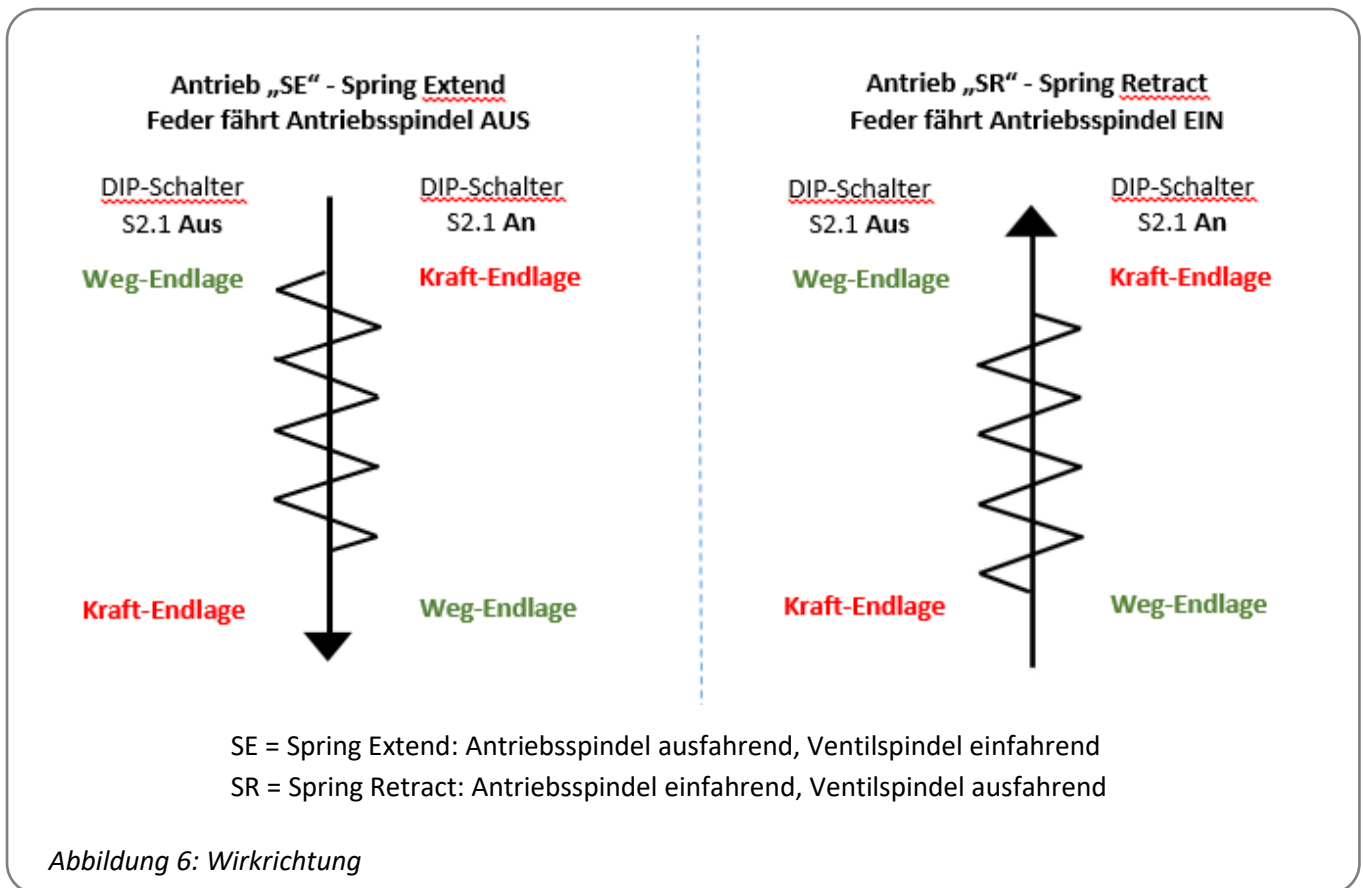 Antrieb „SE“ - Spring Extend
Feder fährt Antriebsspindel AUS
DIP-Schalter
S2.1 Aus
DIP-Schalter
S2.1 An
Weg-Endlage
Kraft-Endlage
Kraft-Endlage
Weg-Endlage
Antrieb „SR“ - Spring Retract
Feder fährt Antriebsspindel EIN
DIP-Schalter
S2.1 Aus
DIP-Schalter
S2.1 An
Weg-Endlage
Kraft-Endlage
Kraft-Endlage
Weg-Endlage
SE = Spring Extend: Antriebsspindel ausfahrend, Ventilspindel einfahrend
SR = Spring Retract: Antriebsspindel einfahrend, Ventilspindel ausfahrend
Abbildung 6: Wirkrichtung